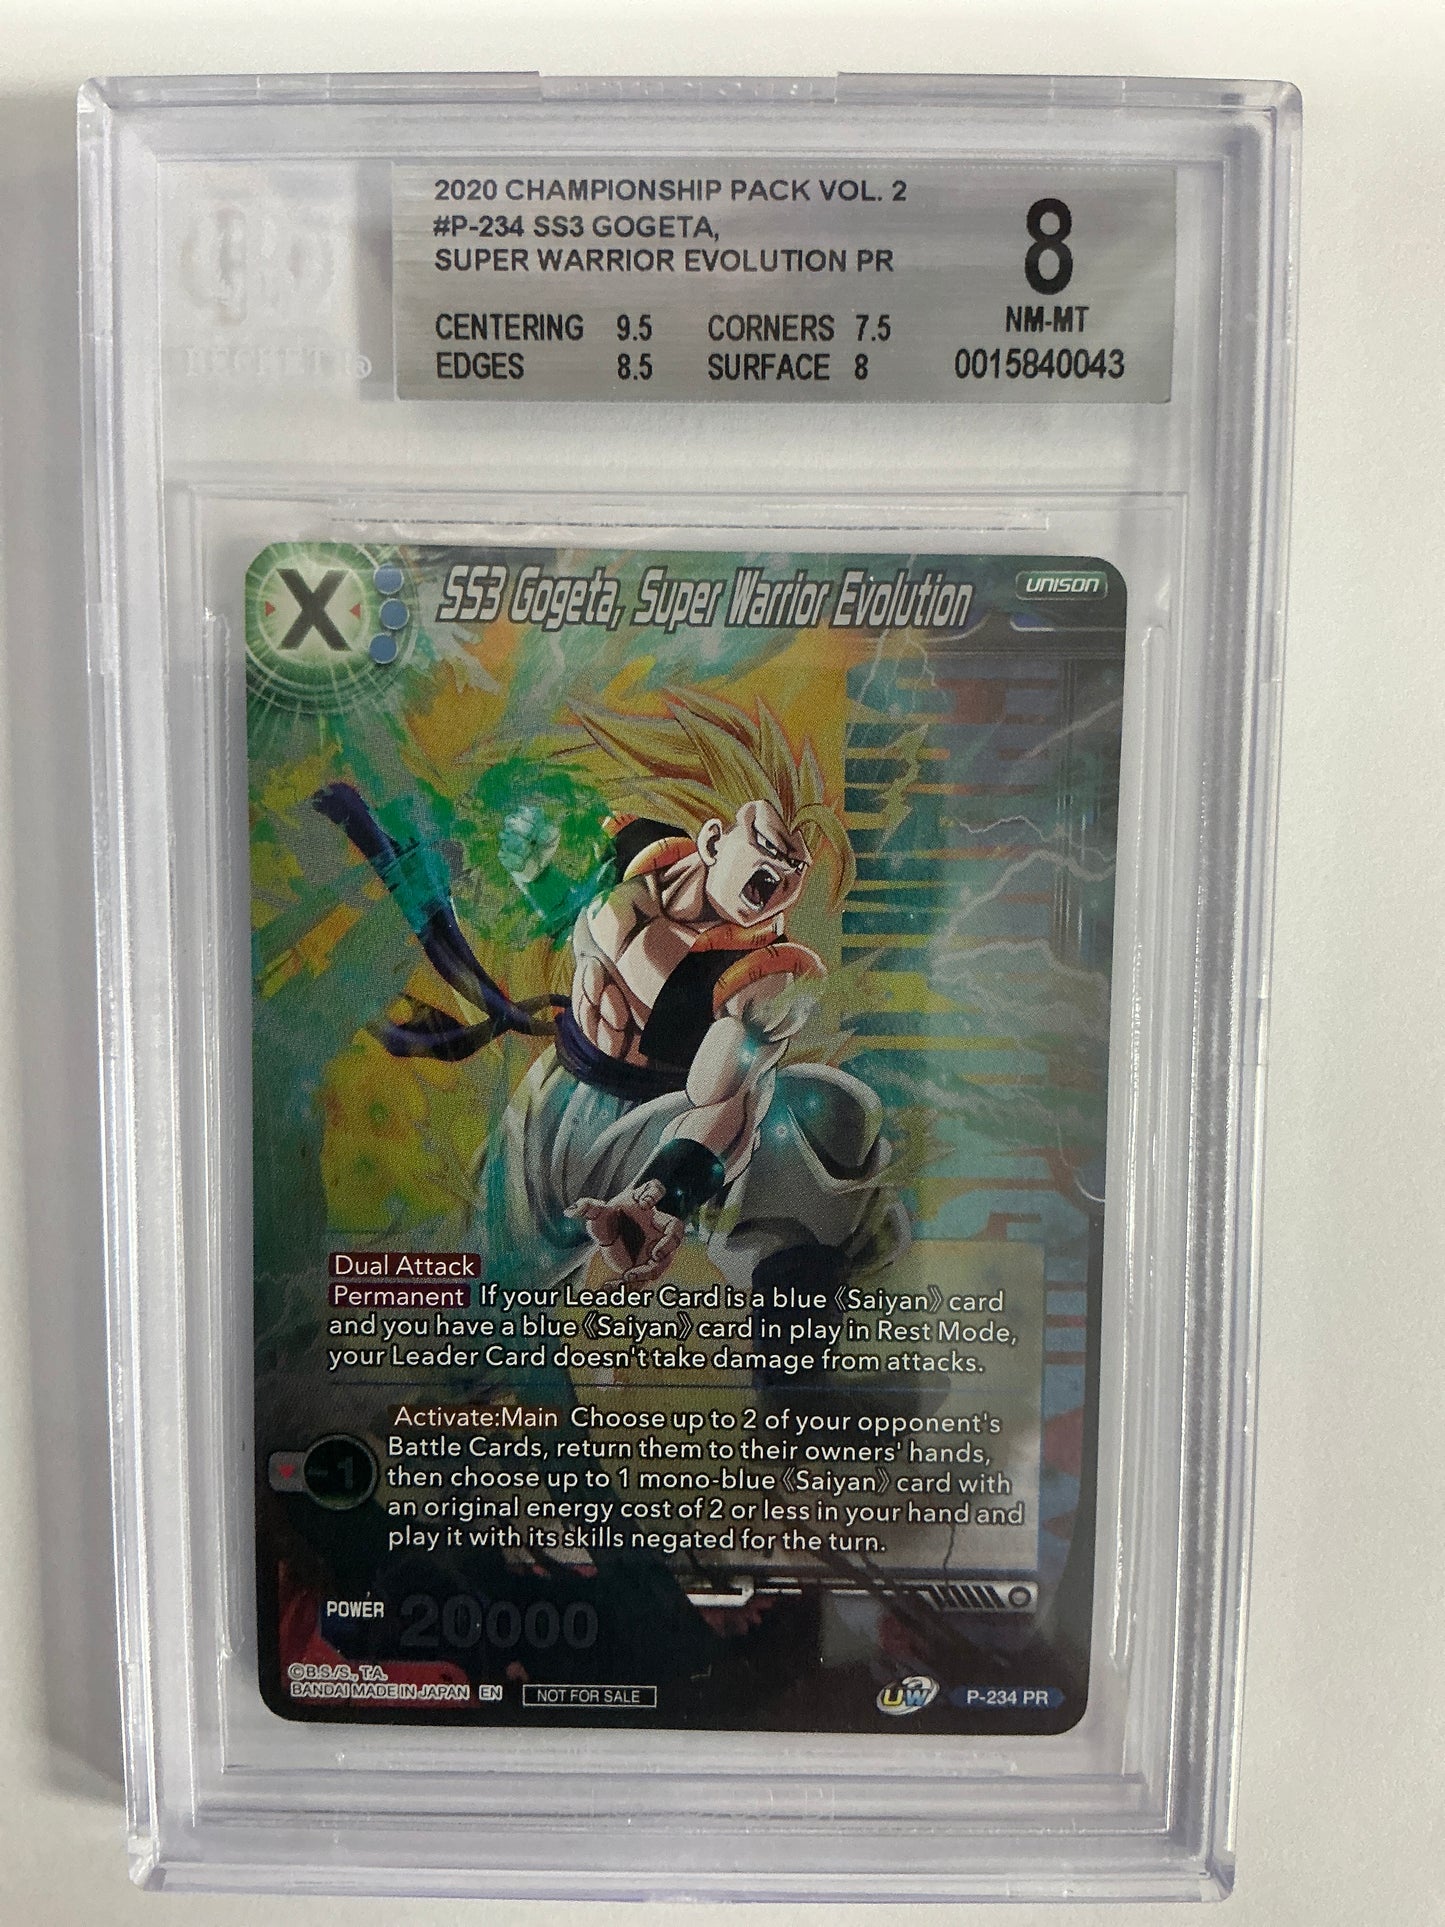 2020 CHAMPIONSHIP PACK VOL. 2
#P-234 SS3 GOGETA,
SUPER WARRIOR EVOLUTION PR
8
NM-MT
CENTERING 9.5 CORNERS 7.5
EDGES 8.5 SURFACE 8
0015840043
X
SS3 Gogeta, Super Warrior Evolution
UNISON
Dual Attack
Permanent If your Leader Card is a blue 《Saiyan》 card
and you have a blue 《Saiyan》 card in play in Rest Mode,
your Leader Card doesn't take damage from attacks.
-1
Activate:Main Choose up to 2 of your opponent's
Battle Cards, return them to their owners' hands,
then choose up to 1 mono-blue 《Saiyan》 card with
an original energy cost of 2 or less in your hand and
play it with its skills negated for the turn.
POWER 20000
©B.S./S., T.A.
BANDAI MADE IN JAPAN EN NOT FOR SALE
UW P-234 PR